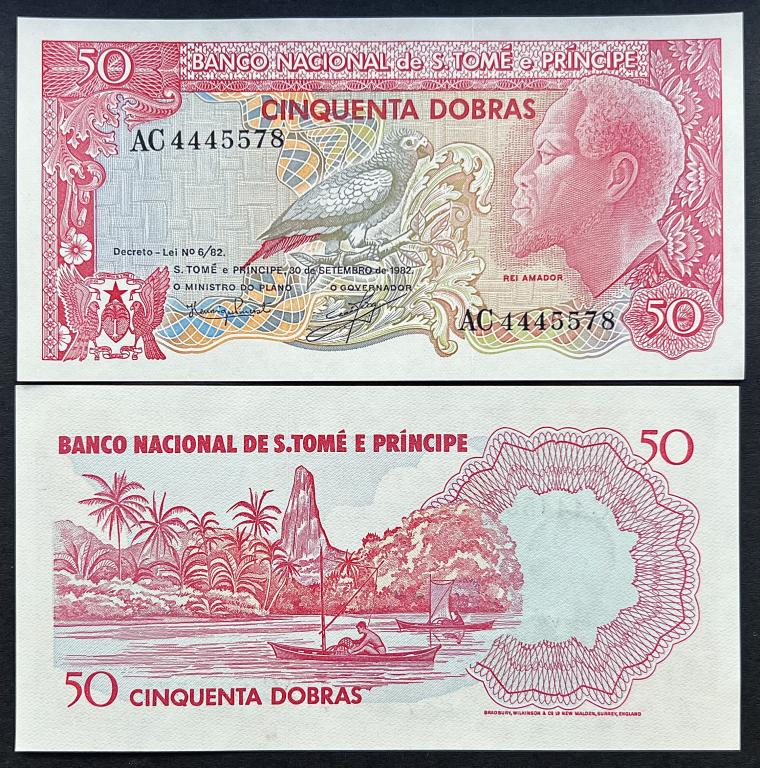 50 BANCO NACIONAL de S. TOMÉ e PRÍNCIPE
CINQUENTA DOBRAS
AC 4445578
Decreto - Lei Nº 6/82.
S. TOMÉ e PRINCIPE, 30 de SETEMBRO de 1982.
O MINISTRO DO PLANO O GOVERNADOR
REI AMADOR
AC 4445578
50
BANCO NACIONAL DE S.TOMÉ E PRÍNCIPE 50
50 CINQUENTA DOBRAS
BRADBURY, WILKINSON & Cº Lº NEW MALDEN, SURREY, ENGLAND